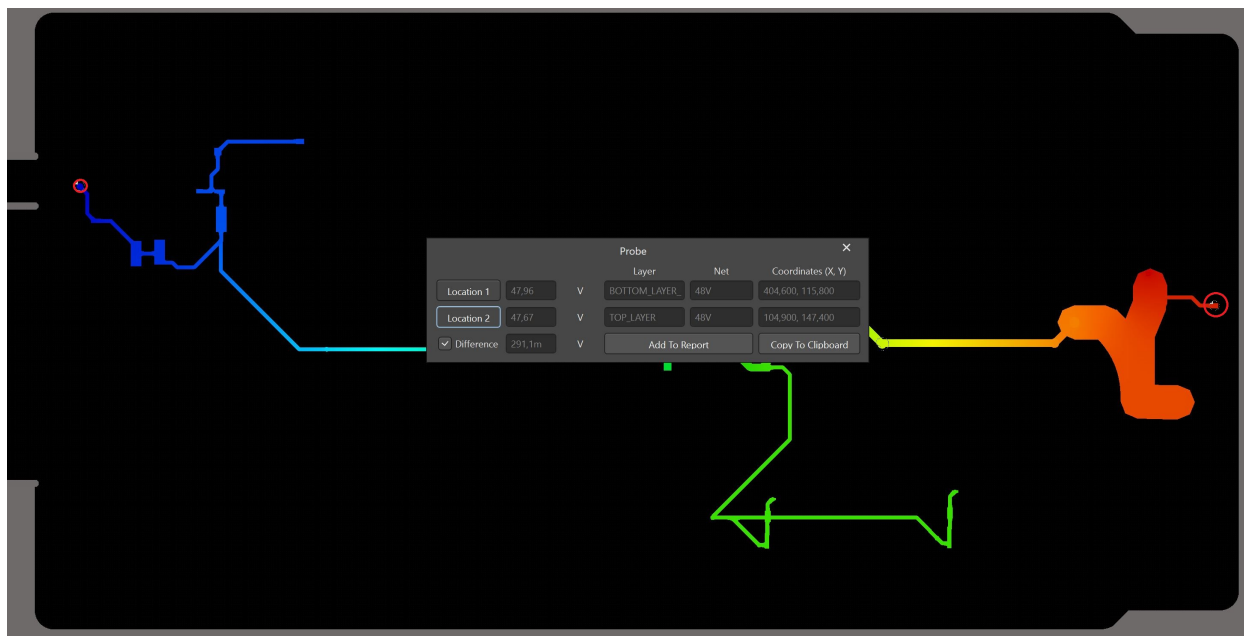 Probe
Layer Net Coordinates (X, Y)
Location 1 47,96 V BOTTOM_LAYER_ 48V 404,600, 115,800
Location 2 47,67 V TOP_LAYER 48V 104,900, 147,400
Difference 291,1m V Add To Report Copy To Clipboard